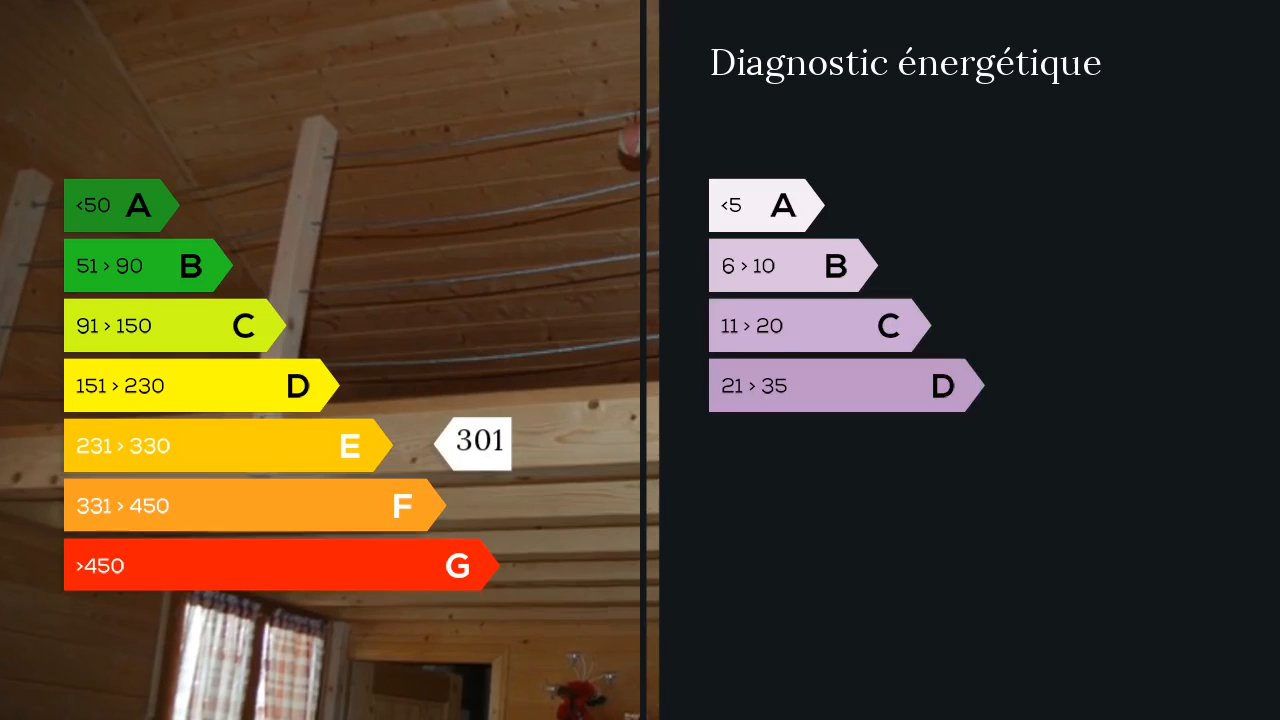 Diagnostic énergétique
<50 A
51 > 90 B
91 > 150 C
151 > 230 D
231 > 330 E
301
331 > 450 F
>450 G
<5 A
6 > 10 B
11 > 20 C
21 > 35 D